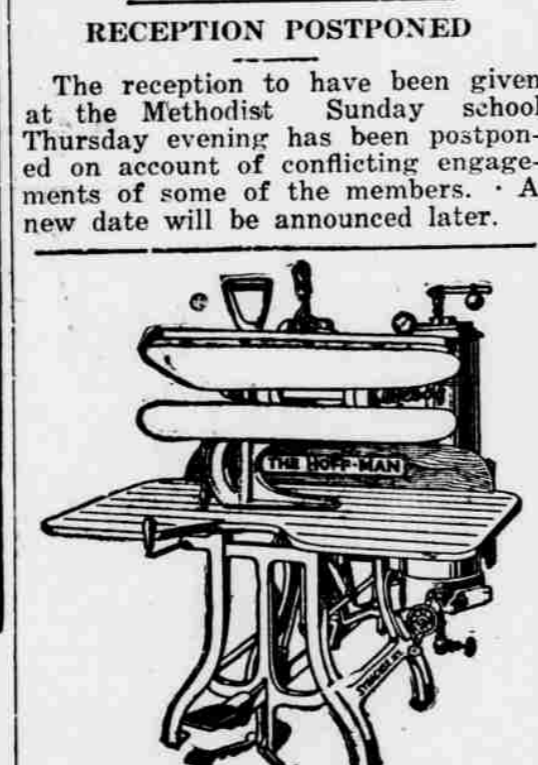 RECEPTION POSTPONED
The reception to have been given
at the Methodist Sunday school
Thursday evening has been postpon-
ed on account of conflicting engage-
ments of some of the members. · A
new date will be announced later.
THE HOFF-MAN
SYRACUSE N.Y.